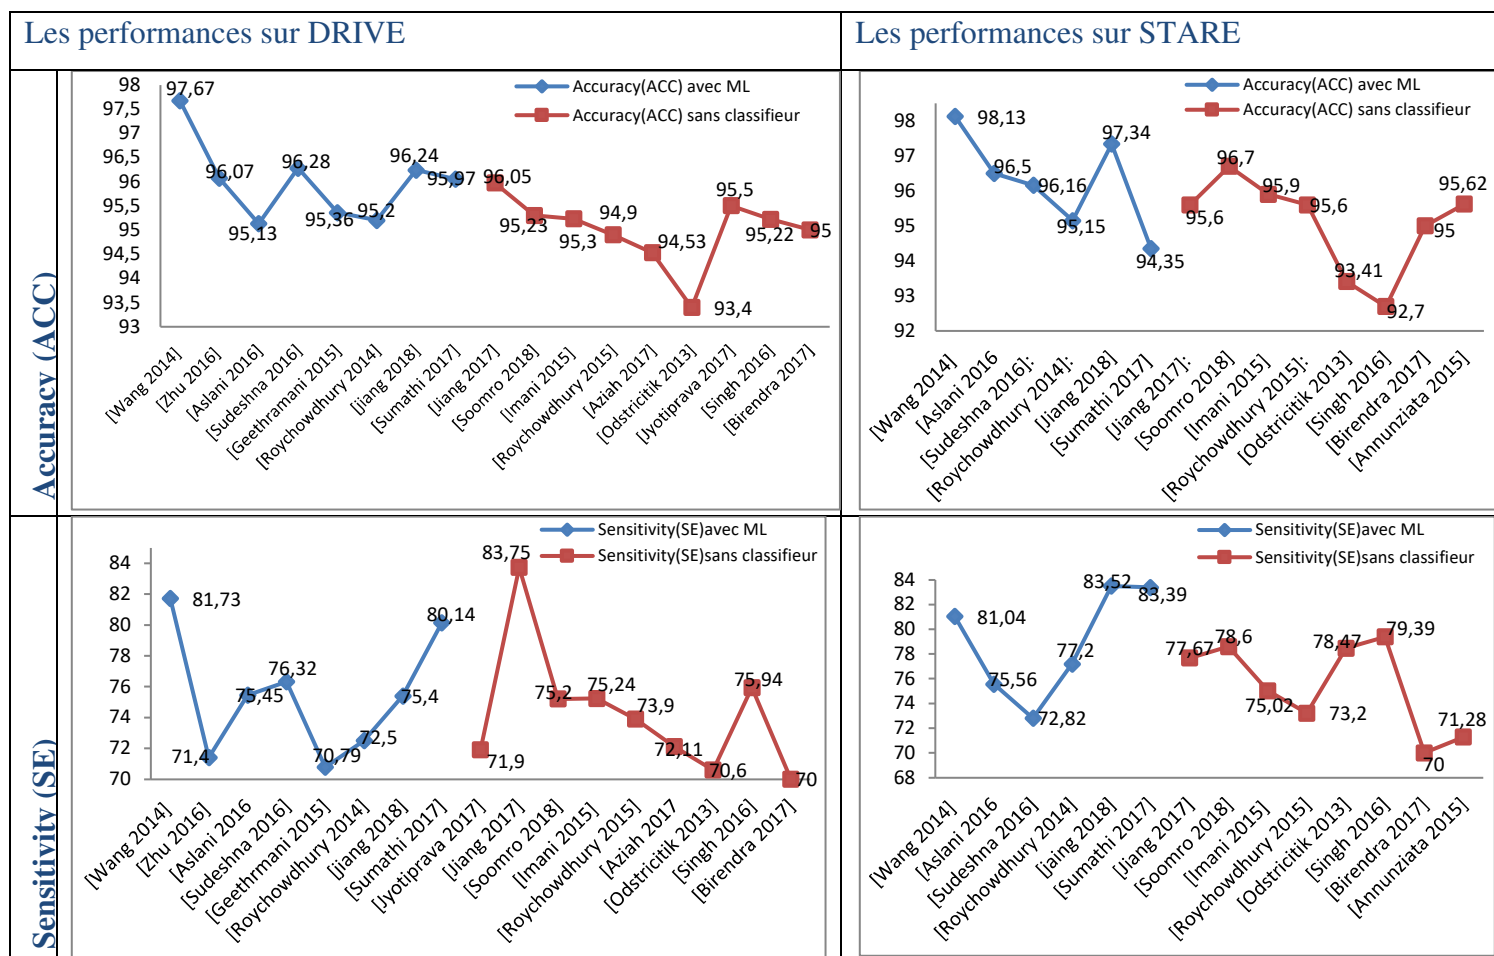 Les performances sur DRIVE
Les performances sur STARE
Accuracy (ACC)
Accuracy(ACC) avec ML
Accuracy(ACC) sans classifieur
98
97,5
97
96,5
96
95,5
95
94,5
94
93,5
93
97,67
96,07
95,13
96,28
95,36
95,2
96,24
95,97
96,05
95,23
95,3
94,9
94,53
93,4
95,5
95,22
95
[Wang 2014]
[Zhu 2016]
[Aslani 2016]
[Sudeshna 2016]
[Geethramani 2015]
[Roychowdhury 2014]
[Jiang 2018]
[Sumathi 2017]
[Jiang 2017]
[Soomro 2018]
[Imani 2015]
[Roychowdhury 2015]
[Aziah 2017]
[Odstricitik 2013]
[Jyotiprava 2017]
[Singh 2016]
[Birendra 2017]
Accuracy(ACC) avec ML
Accuracy(ACC) sans classifieur
98
97
96
95
94
93
92
98,13
96,5
96,16
95,15
97,34
94,35
95,6
96,7
95,9
95,6
93,41
92,7
95
95,62
[Wang 2014]
[Aslani 2016
[Sudeshna 2016]:
[Roychowdhury 2014]:
[Jiang 2018]
[Sumathi 2017]
[Jiang 2017]:
[Soomro 2018]
[Imani 2015]
[Roychowdhury 2015]:
[Odstricitik 2013]
[Singh 2016]
[Birendra 2017]
[Annunziata 2015]
Sensitivity (SE)
Sensitivity(SE)avec ML
Sensitivity(SE)sans classifieur
84
82
80
78
76
74
72
70
81,73
71,4
75,45
76,32
70,79
72,5
75,4
80,14
71,9
83,75
75,2
75,24
73,9
72,11
70,6
75,94
70
[Wang 2014]
[Zhu 2016]
[Aslani 2016
[Sudeshna 2016]
[Geethrmani 2015]
[Roychowdhury 2014]
[Jjang 2018]
[Sumathi 2017]
[Jyotiprava 2017]
[Jiang 2017]
[Soomro 2018]
[Imani 2015]
[Roychowdhury 2015]
[Aziah 2017
[Odstricitik 2013]
[Singh 2016]
[Birendra 2017]
Sensitivity(SE)avec ML
Sensitivity(SE)sans classifieur
84
82
80
78
76
74
72
70
68
81,04
75,56
72,82
77,2
83,52
83,39
77,67
78,6
75,02
73,2
78,47
79,39
70
71,28
[Wang 2014]
[Aslani 2016
[Sudeshna 2016]
[Roychowdhury 2014]
[jiang 2018]
[Sumathi 2017]
[Jiang 2017]
[Soomro 2018]
[Imani 2015]
[Roychowdhury 2015]
[Odstricitik 2013]
[Singh 2016]
[Birendra 2017]
[Annunziata 2015]